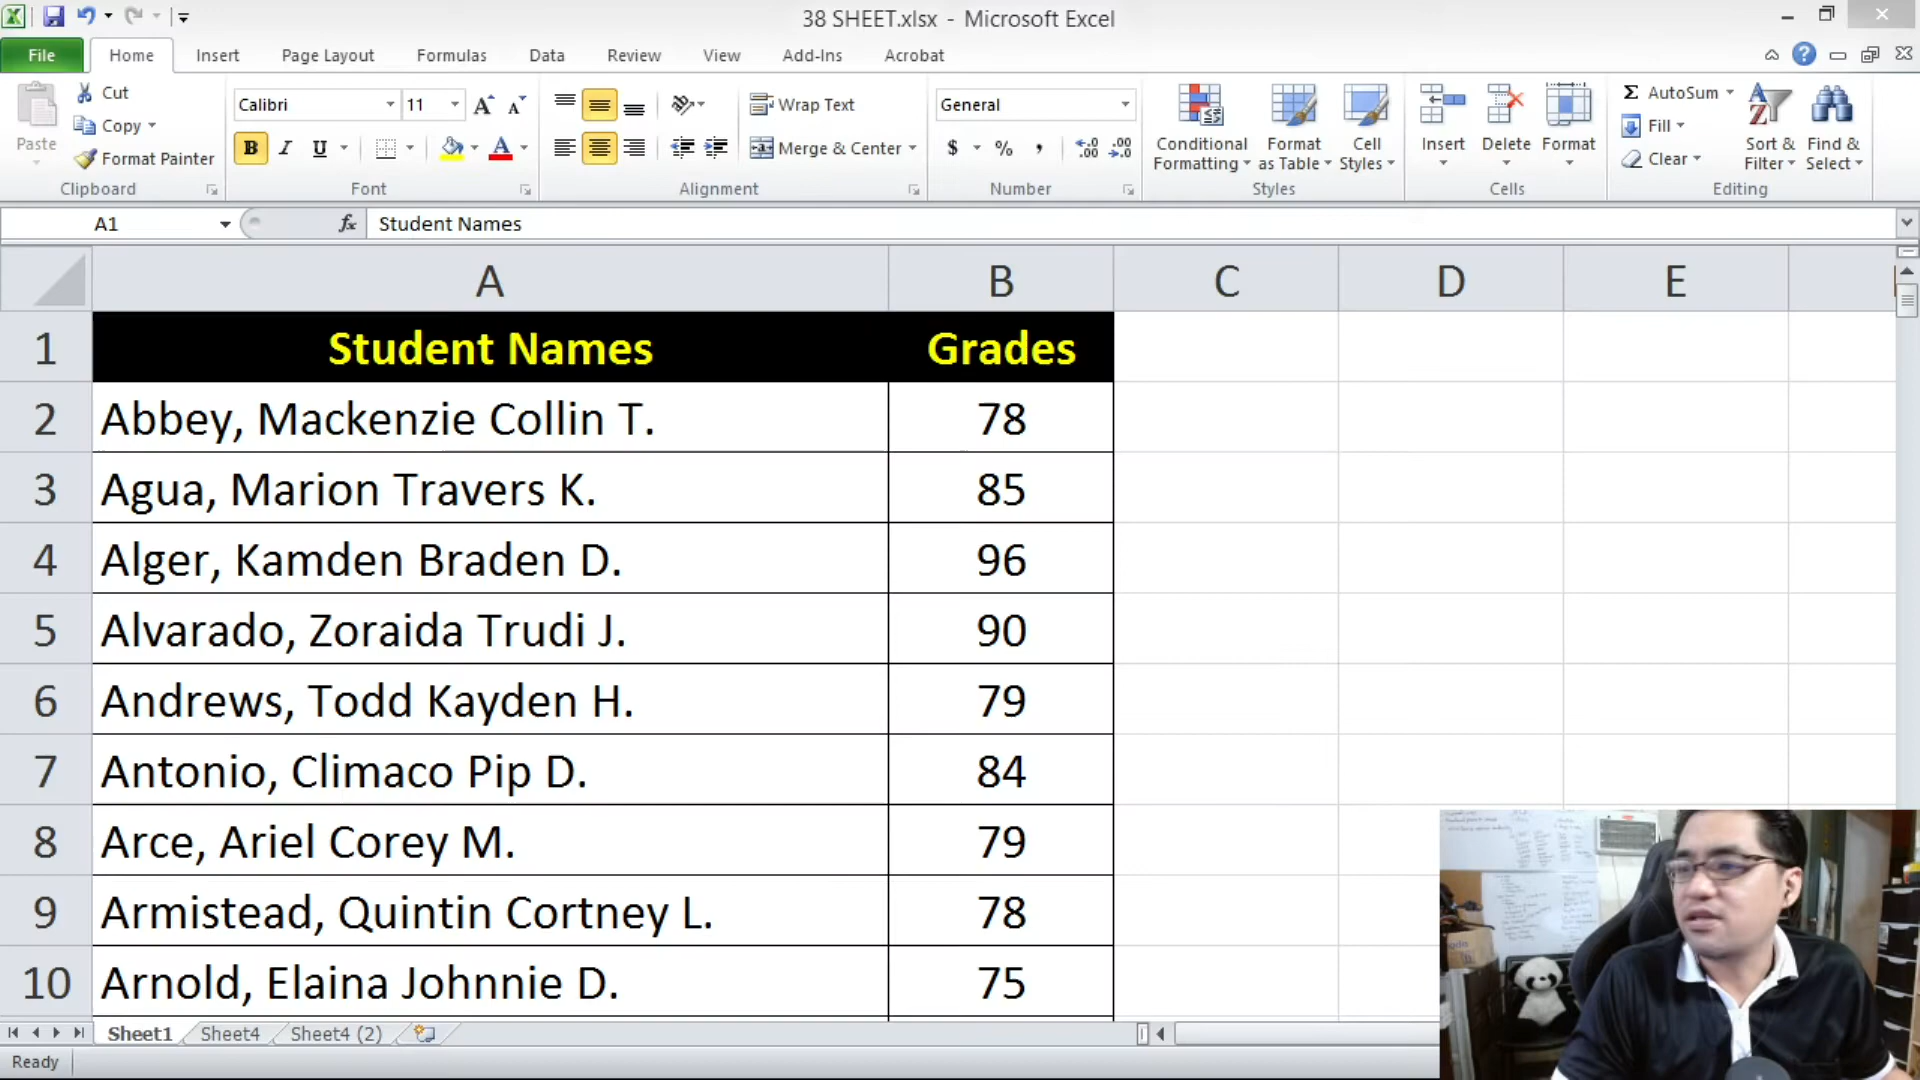 38 SHEET.xlsx - Microsoft Excel
File Home Insert Page Layout Formulas Data Review View Add-Ins Acrobat
Paste
Cut
Copy
Format Painter
Clipboard
Calibri 11
B I U
Font
Wrap Text
Merge & Center
Alignment
General
$ % ,
Number
Conditional Formatting
Format as Table
Cell Styles
Styles
Insert Delete Format
Cells
Σ AutoSum
Fill
Clear
Sort & Filter
Find & Select
Editing
A1 fx Student Names
A B C D E
1 Student Names Grades
2 Abbey, Mackenzie Collin T. 78
3 Agua, Marion Travers K. 85
4 Alger, Kamden Braden D. 96
5 Alvarado, Zoraida Trudi J. 90
6 Andrews, Todd Kayden H. 79
7 Antonio, Climaco Pip D. 84
8 Arce, Ariel Corey M. 79
9 Armistead, Quintin Cortney L. 78
10 Arnold, Elaina Johnnie D. 75
Sheet1 Sheet4 Sheet4 (2)
Ready